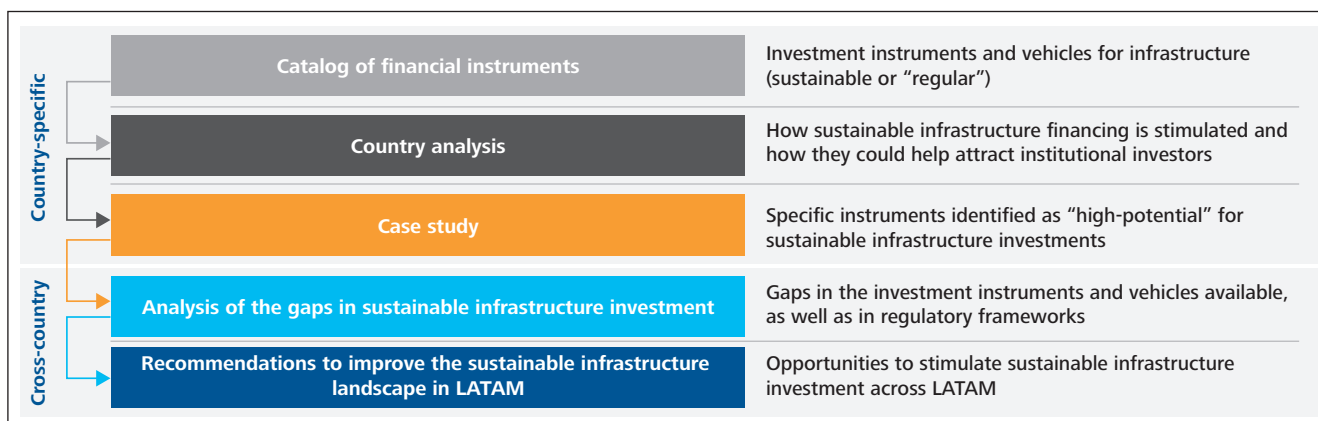 Country-specific
Catalog of financial instruments
Investment instruments and vehicles for infrastructure
(sustainable or “regular”)
Country analysis
How sustainable infrastructure financing is stimulated and
how they could help attract institutional investors
Case study
Specific instruments identified as “high-potential” for
sustainable infrastructure investments
Cross-country
Analysis of the gaps in sustainable infrastructure investment
Gaps in the investment instruments and vehicles available,
as well as in regulatory frameworks
Recommendations to improve the sustainable infrastructure
landscape in LATAM
Opportunities to stimulate sustainable infrastructure
investment across LATAM